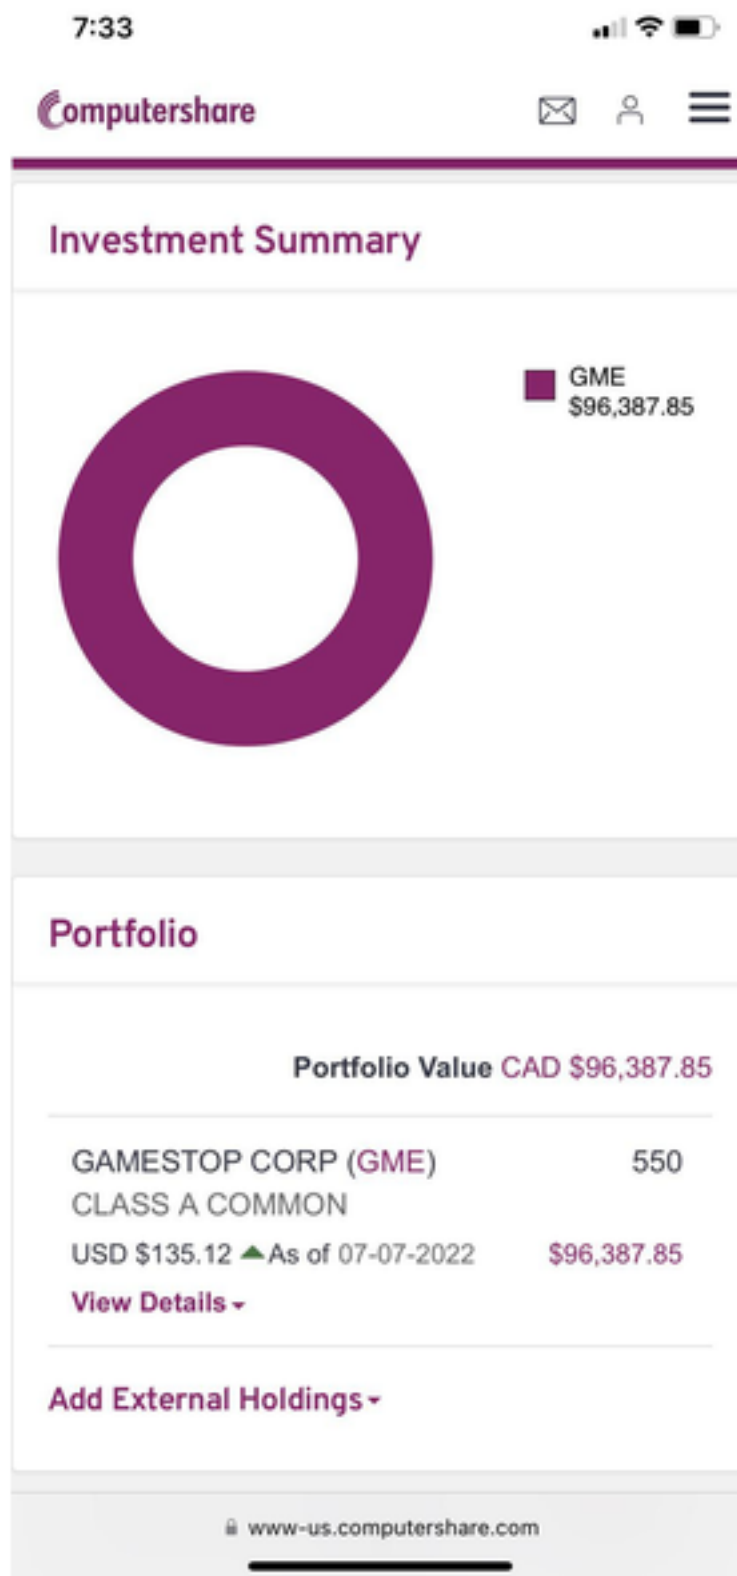 7:33
Computershare
Investment Summary
GME
$96,387.85
Portfolio
Portfolio Value CAD $96,387.85
GAMESTOP CORP (GME) 550
CLASS A COMMON
USD $135.12 ▲As of 07-07-2022 $96,387.85
View Details
Add External Holdings
www-us.computershare.com